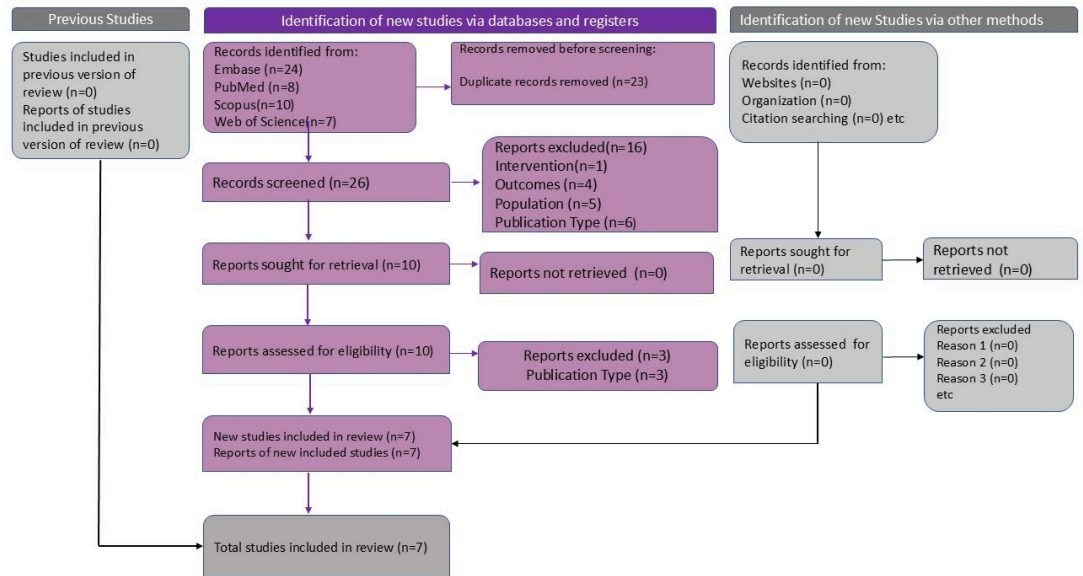 Previous Studies
Identification of new studies via databases and registers
Identification of new Studies via other methods
Studies included in
previous version of
review (n=0)
Reports of studies
included in previous
version of review (n=0)
Records identified from:
Embase (n=24)
PubMed (n=8)
Scopus(n=10)
Web of Science(n=7)
Records removed before screening:
Duplicate records removed (n=23)
Records identified from:
Websites (n=0)
Organization (n=0)
Citation searching (n=0) etc
Records screened (n=26)
Reports excluded(n=16)
Intervention(n=1)
Outcomes (n=4)
Population (n=5)
Publication Type (n=6)
Reports sought for retrieval (n=10)
Reports not retrieved (n=0)
Reports sought for
retrieval (n=0)
Reports not
retrieved (n=0)
Reports assessed for eligibility (n=10)
Reports excluded (n=3)
Publication Type (n=3)
Reports assessed for
eligibility (n=0)
Reports excluded
Reason 1 (n=0)
Reason 2 (n=0)
Reason 3 (n=0)
etc
New studies included in review (n=7)
Reports of new included studies (n=7)
Total studies included in review (n=7)